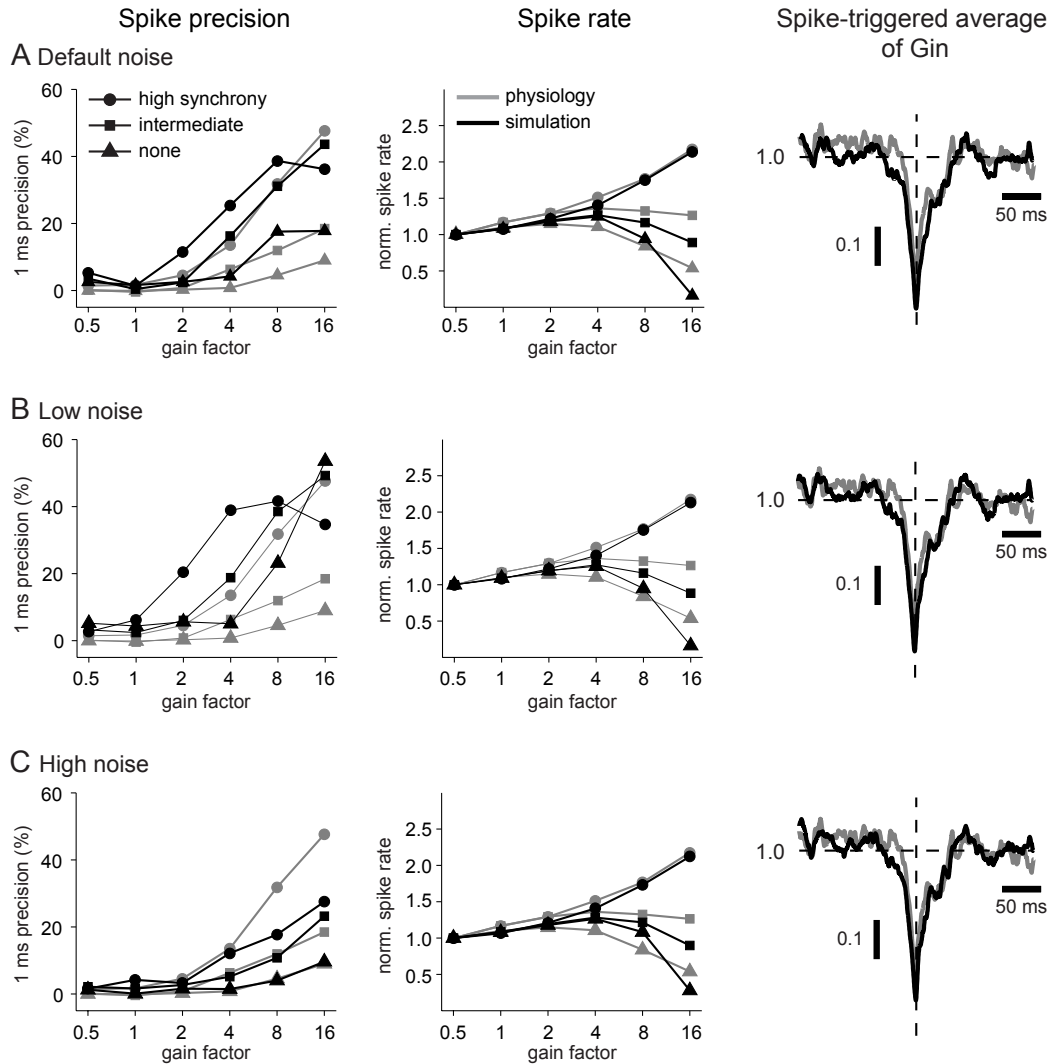 Spike precision
Spike rate
Spike-triggered average
of Gin
A Default noise
1 ms precision (%)
60
40
20
0
high synchrony
intermediate
none
0.5 1 2 4 8 16
gain factor
norm. spike rate
2.5
2.0
1.5
1.0
0.5
physiology
simulation
0.5 1 2 4 8 16
gain factor
1.0
0.1
50 ms
B Low noise
1 ms precision (%)
60
40
20
0
0.5 1 2 4 8 16
gain factor
norm. spike rate
2.5
2.0
1.5
1.0
0.5
0.5 1 2 4 8 16
gain factor
1.0
0.1
50 ms
C High noise
1 ms precision (%)
60
40
20
0
0.5 1 2 4 8 16
gain factor
norm. spike rate
2.5
2.0
1.5
1.0
0.5
0.5 1 2 4 8 16
gain factor
1.0
0.1
50 ms